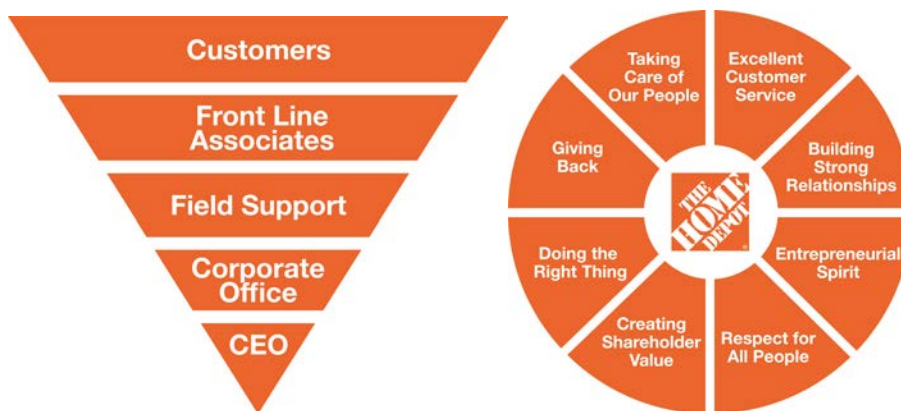 Customers
Front Line
Associates
Field Support
Corporate
Office
CEO
Taking
Care of
Our People
Excellent
Customer
Service
Building
Strong
Relationships
Entrepreneurial
Spirit
Respect for
All People
Creating
Shareholder
Value
Doing the
Right Thing
Giving
Back
THE
HOME
DEPOT